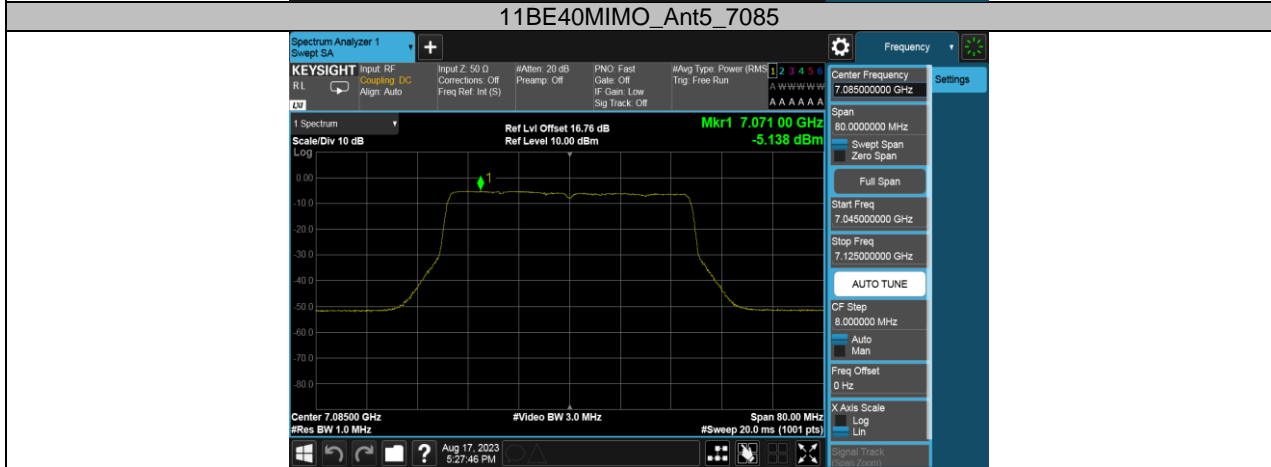 11BE40MIMO_Ant5_7085
Spectrum Analyzer 1
Swept SA
Frequency
KEYSIGHT
RL
LXI
Input: RF
Coupling: DC
Align: Auto
Input Z: 50 Ω
Corrections: Off
Freq Ref: Int (S)
#Atten: 20 dB
Preamp: Off
PNO: Fast
Gate: Off
IF Gain: Low
Sig Track: Off
#Avg Type: Power (RMS
Trig: Free Run
1 2 3 4 5 6
A W W W W W
A A A A A A
Center Frequency
7.085000000 GHz
Settings
Span
80.0000000 MHz
Swept Span
Zero Span
Full Span
Start Freq
7.045000000 GHz
Stop Freq
7.125000000 GHz
AUTO TUNE
CF Step
8.000000 MHz
Auto
Man
Freq Offset
0 Hz
X Axis Scale
Log
Lin
Signal Track
(Span Zoom)
1 Spectrum
Scale/Div 10 dB
Ref Lvl Offset 16.76 dB
Ref Level 10.00 dBm
Mkr1 7.071 00 GHz
-5.138 dBm
Log
1
0.00
-10.0
-20.0
-30.0
-40.0
-50.0
-60.0
-70.0
-80.0
Center 7.08500 GHz
#Video BW 3.0 MHz
Span 80.00 MHz
#Res BW 1.0 MHz
#Sweep 20.0 ms (1001 pts)
?
Aug 17, 2023
5:27:46 PM